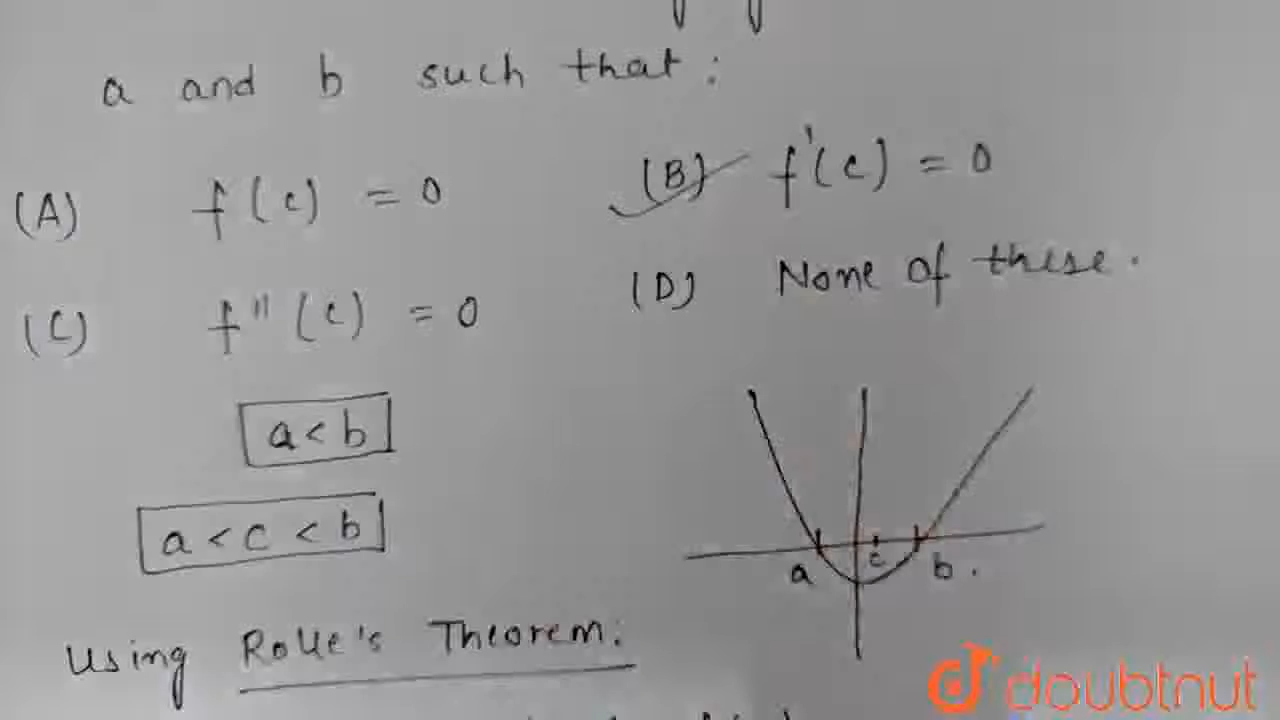 a and b such that :
(A) f(c) = 0 (B) f'(c) = 0
(C) f"(c) = 0 (D) None of these.
a < b
a < c < b
a c b .
Using Rolle's Theorem:
doubtnut